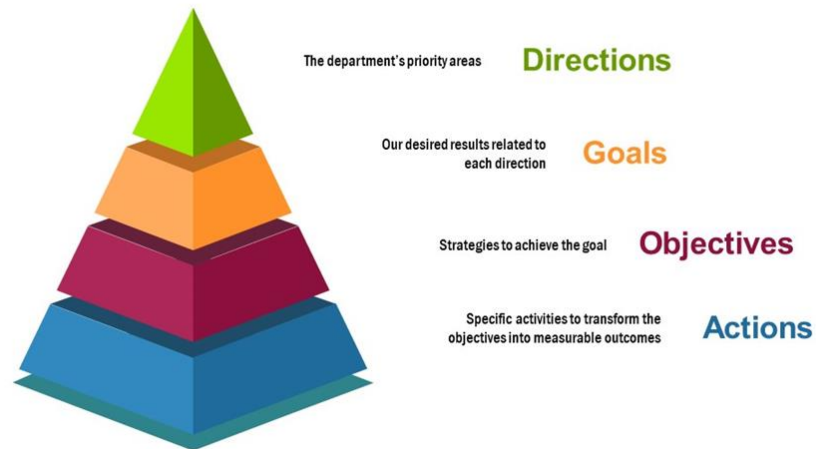 The department's priority areas Directions
Our desired results related to
each direction
Goals
Strategies to achieve the goal Objectives
Specific activities to transform the
objectives into measurable outcomes
Actions